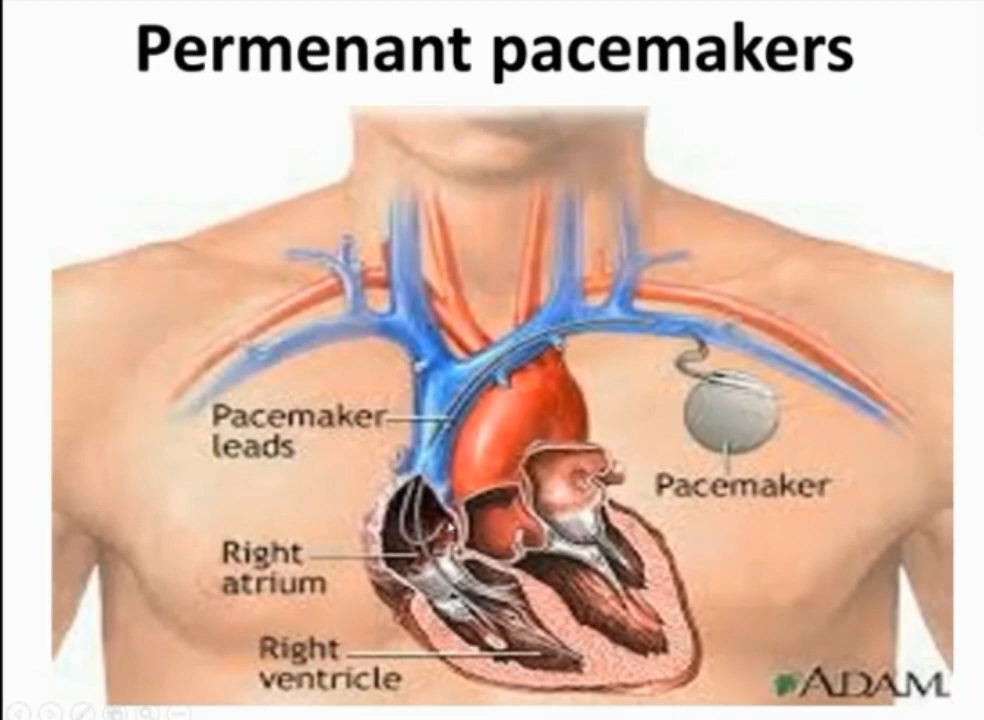 Permenant pacemakers
Pacemaker
leads
Pacemaker
Right
atrium
Right
ventricle
ADAM